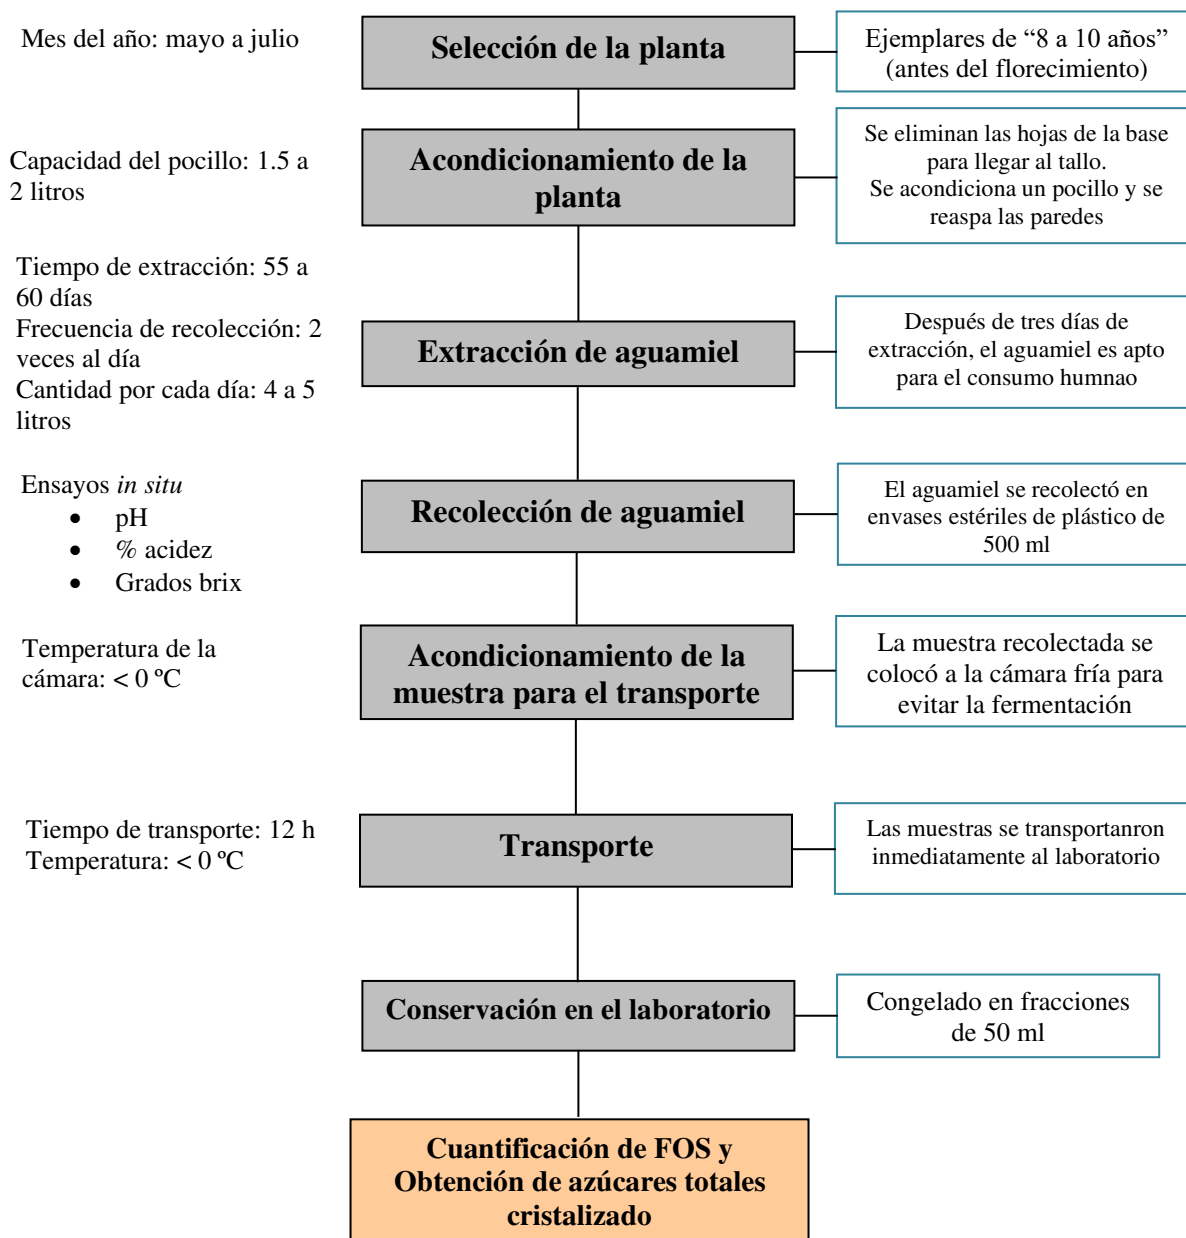 Mes del año: mayo a julio
Selección de la planta
Ejemplares de “8 a 10 años”
(antes del florecimiento)
Capacidad del pocillo: 1.5 a
2 litros
Acondicionamiento de la
planta
Se eliminan las hojas de la base
para llegar al tallo.
Se acondiciona un pocillo y se
reaspa las paredes
Tiempo de extracción: 55 a
60 días
Frecuencia de recolección: 2
veces al día
Cantidad por cada día: 4 a 5
litros
Extracción de aguamiel
Después de tres días de
extracción, el aguamiel es apto
para el consumo humnao
Ensayos in situ
• pH
• % acidez
• Grados brix
Recolección de aguamiel
El aguamiel se recolectó en
envases estériles de plástico de
500 ml
Temperatura de la
cámara: < 0 ºC
Acondicionamiento de la
muestra para el transporte
La muestra recolectada se
colocó a la cámara fría para
evitar la fermentación
Tiempo de transporte: 12 h
Temperatura: < 0 ºC
Transporte
Las muestras se transportanron
inmediatamente al laboratorio
Conservación en el laboratorio
Congelado en fracciones
de 50 ml
Cuantificación de FOS y
Obtención de azúcares totales
cristalizado